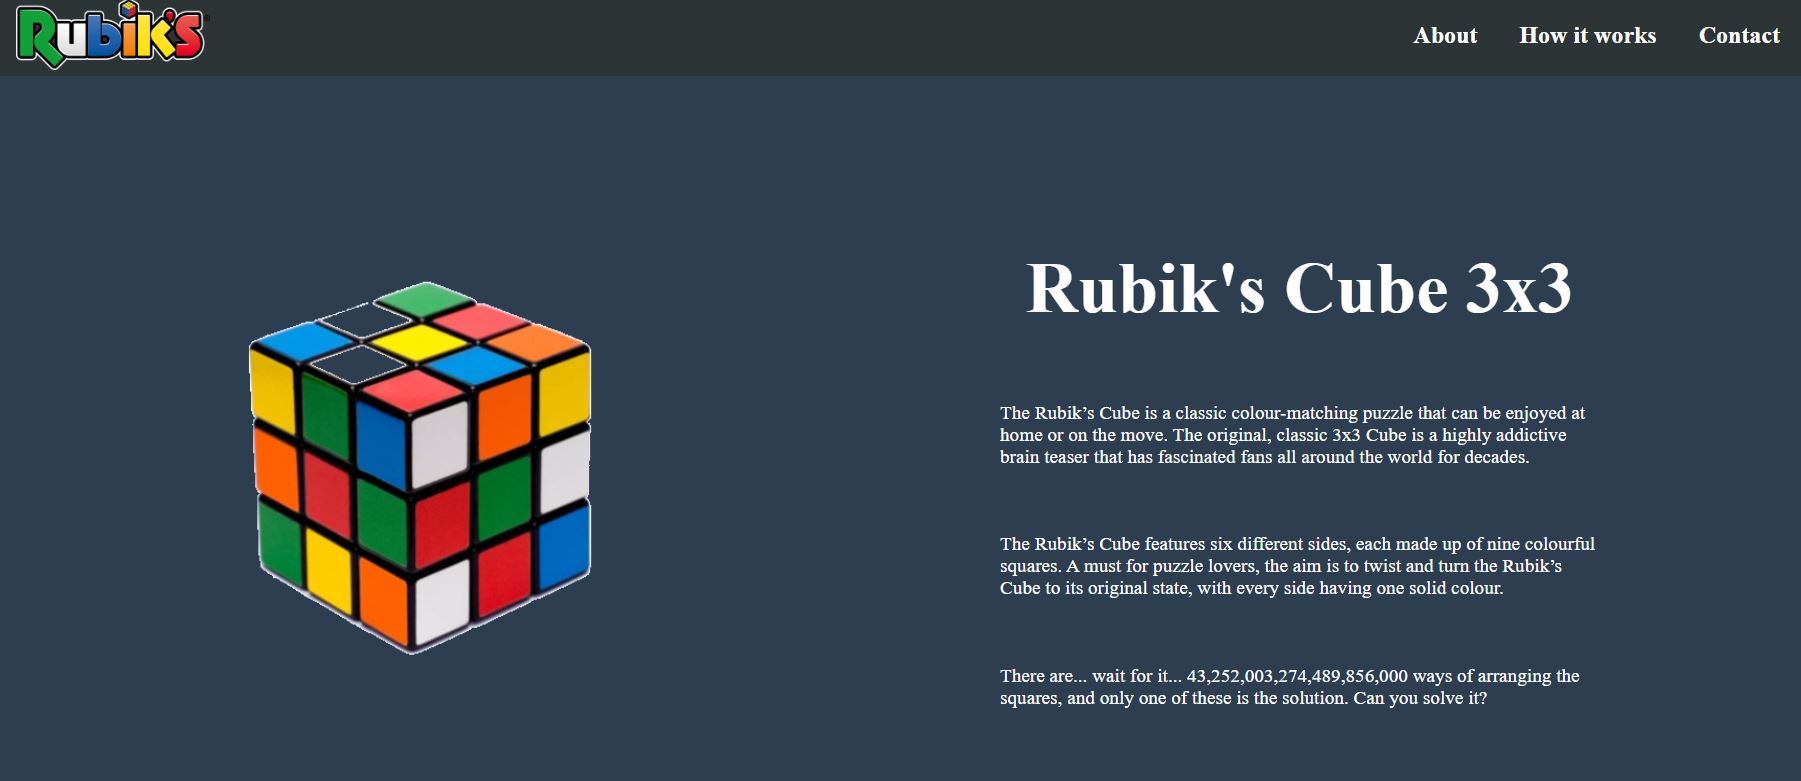 Rubik's
About
How it works
Contact
Rubik's Cube 3x3
The Rubik’s Cube is a classic colour-matching puzzle that can be enjoyed at
home or on the move. The original, classic 3x3 Cube is a highly addictive
brain teaser that has fascinated fans all around the world for decades.
The Rubik’s Cube features six different sides, each made up of nine colourful
squares. A must for puzzle lovers, the aim is to twist and turn the Rubik’s
Cube to its original state, with every side having one solid colour.
There are... wait for it... 43,252,003,274,489,856,000 ways of arranging the
squares, and only one of these is the solution. Can you solve it?